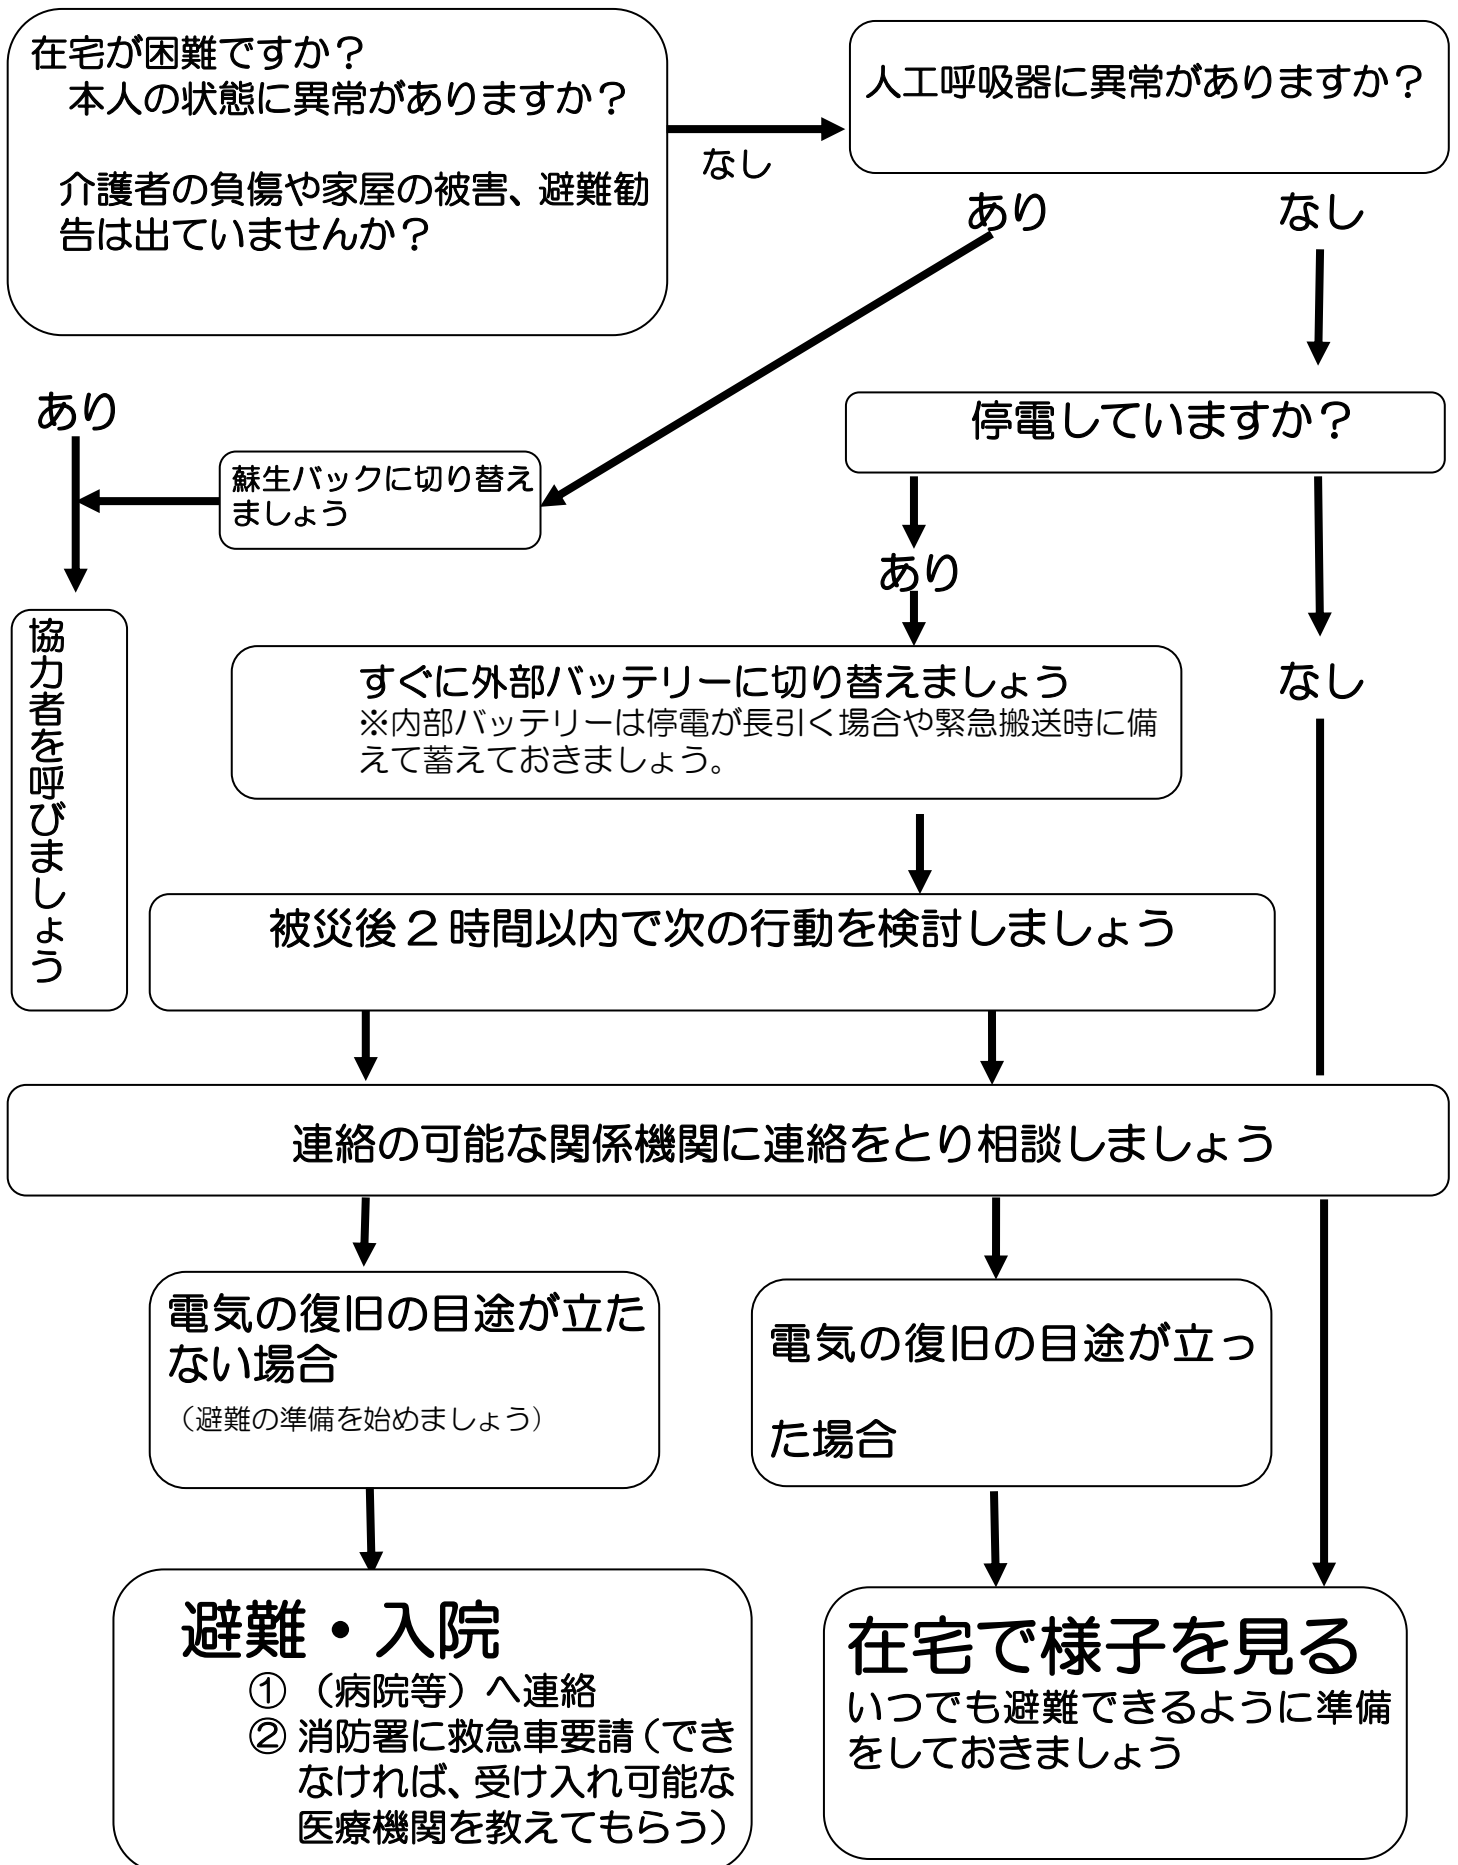 在宅が困難ですか？
本人の状態に異常がありますか？
介護者の負傷や家屋の被害、避難勧
告は出ていませんか？
なし
人工呼吸器に異常がありますか？
あり
なし
あり
蘇生バックに切り替え
ましょう
停電していますか？
あり
なし
協力者を呼びましょう
すぐに外部バッテリーに切り替えましょう
※内部バッテリーは停電が長引く場合や緊急搬送時に備
えて蓄えておきましょう。
被災後２時間以内で次の行動を検討しましょう
連絡の可能な関係機関に連絡をとり相談しましょう
電気の復旧の目途が立た
ない場合
（避難の準備を始めましょう）
電気の復旧の目途が立っ
た場合
避難・入院
①（病院等）へ連絡
②消防署に救急車要請（でき
なければ、受け入れ可能な
医療機関を教えてもらう）
在宅で様子を見る
いつでも避難できるように準備
をしておきましょう